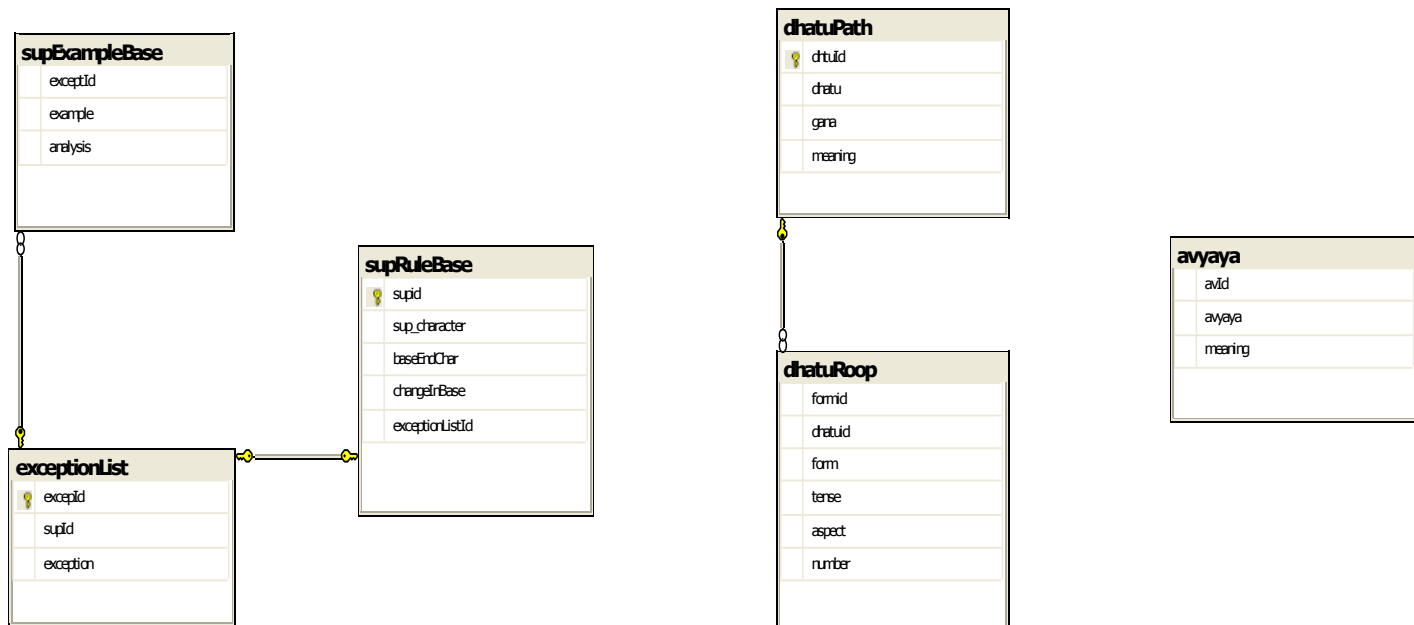 supExampleBase
exceptId
example
analysis
supRuleBase
supid
sup_character
baseEndChar
changeInBase
exceptionListId
exceptionList
excepId
supId
exception
dhatuPath
dhtuId
dhatu
gana
meaning
dhatuRoop
formid
dhatuid
form
tense
aspect
number
avyaya
avId
avyaya
meaning